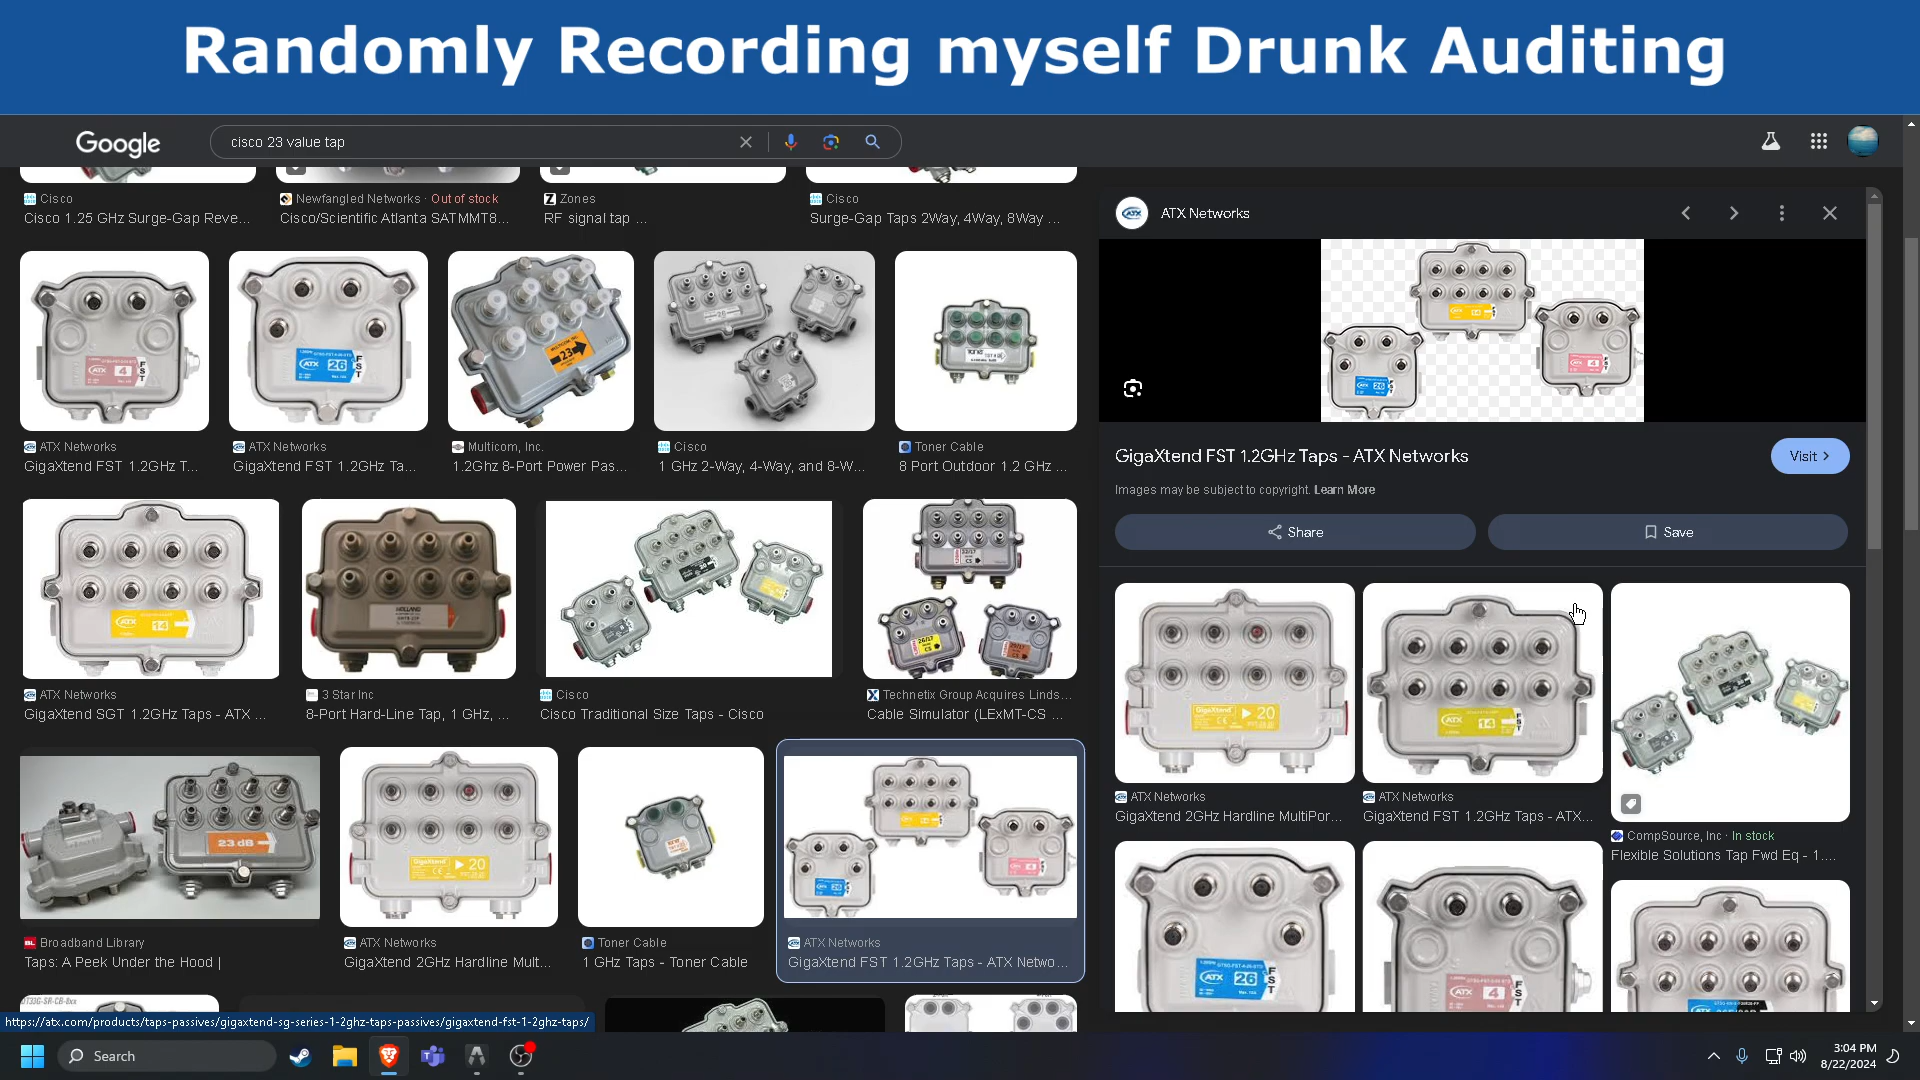 Randomly Recording myself Drunk Auditing
Google
cisco 23 value tap
Cisco
Cisco 1.25 GHz Surge-Gap Reve...
Newfangled Networks · Out of stock
Cisco/Scientific Atlanta SATMMT8...
Zones
RF signal tap ...
Cisco
Surge-Gap Taps 2Way, 4Way, 8Way ...
ATX Networks
GigaXtend FST 1.2GHz T...
ATX Networks
GigaXtend FST 1.2GHz Ta...
Multicom, Inc.
1.2Ghz 8-Port Power Pas...
Cisco
1 GHz 2-Way, 4-Way, and 8-W...
Toner Cable
8 Port Outdoor 1.2 GHz ...
ATX Networks
GigaXtend SGT 1.2GHz Taps - ATX ...
3 Star Inc
8-Port Hard-Line Tap, 1 GHz, ...
Cisco
Cisco Traditional Size Taps - Cisco
Technetix Group Acquires Linds...
Cable Simulator (LExMT-CS ...
23 dB
Broadband Library
Taps: A Peek Under the Hood |
ATX Networks
GigaXtend 2GHz Hardline Mult...
Toner Cable
1 GHz Taps - Toner Cable
ATX Networks
GigaXtend FST 1.2GHz Taps - ATX Netwo...
ATX Networks
GigaXtend FST 1.2GHz Taps - ATX Networks
Visit
Images may be subject to copyright. Learn More
Share
Save
ATX Networks
GigaXtend 2GHz Hardline MultiPor...
ATX Networks
GigaXtend FST 1.2GHz Taps - ATX...
CompSource, Inc · In stock
Flexible Solutions Tap Fwd Eq - 1....
ATX 26 FST
ATX 4 FST
https://atx.com/products/taps-passives/gigaxtend-sg-series-1-2ghz-taps-passives/gigaxtend-fst-1-2ghz-taps/
Search
3:04 PM
8/22/2024